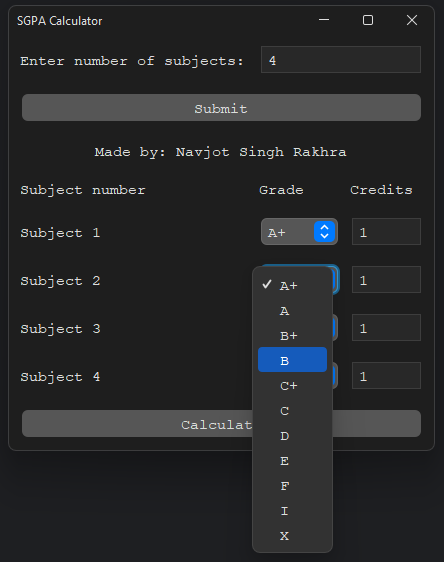 SGPA Calculator
Enter number of subjects: 4
Submit
Made by: Navjot Singh Rakhra
Subject number Grade Credits
Subject 1 A+ 1
Subject 2 1
A+
A
Subject 3 1
B+
B
Subject 4 1
C+
C
D
E
F
I
X